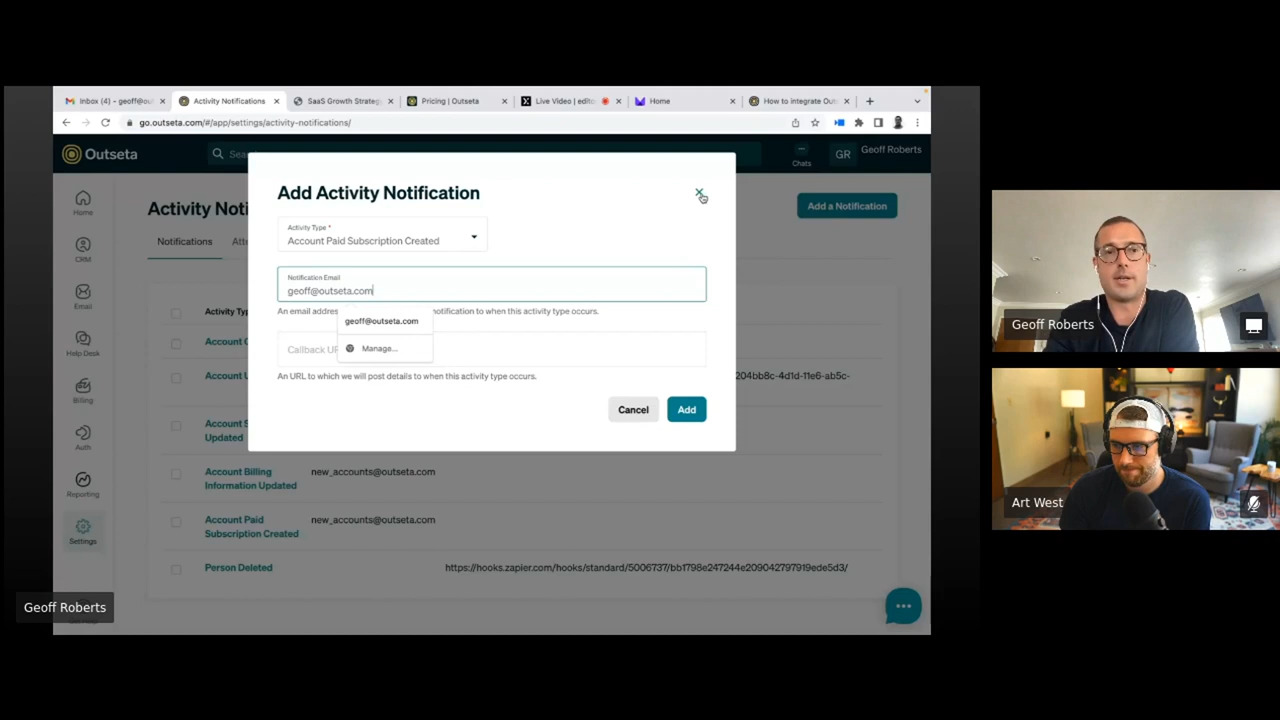 Inbox (4) – geoff@out
Activity Notifications
SaaS Growth Strateg
Pricing | Outseta
Live Video | edito
Home
How to integrate Out
go.outseta.com/#/app/settings/activity-notifications/
Outseta
Sea
Chats
GR
Geoff Roberts
Home
CRM
Email
Help Desk
Billing
Auth
Reporting
Settings
Activity Noti
Add a Notification
Notifications
Att
Add Activity Notification
Activity Type *
Account Paid Subscription Created
Notification Email
geoff@outseta.com
An email addres
notification to when this activity type occurs.
geoff@outseta.com
Manage...
Callback UR
An URL to which we will post details to when this activity type occurs.
Cancel
Add
Activity Typ
Account C
Account U
204bb8c-4d1d-11e6-ab5c-
Account S
Updated
Account Billing
Information Updated
new_accounts@outseta.com
Account Paid
Subscription Created
new_accounts@outseta.com
Person Deleted
https://hooks.zapier.com/hooks/standard/5006737/bb1798e247244e209042797919ede5d3/
Geoff Roberts
Geoff Roberts
Art West